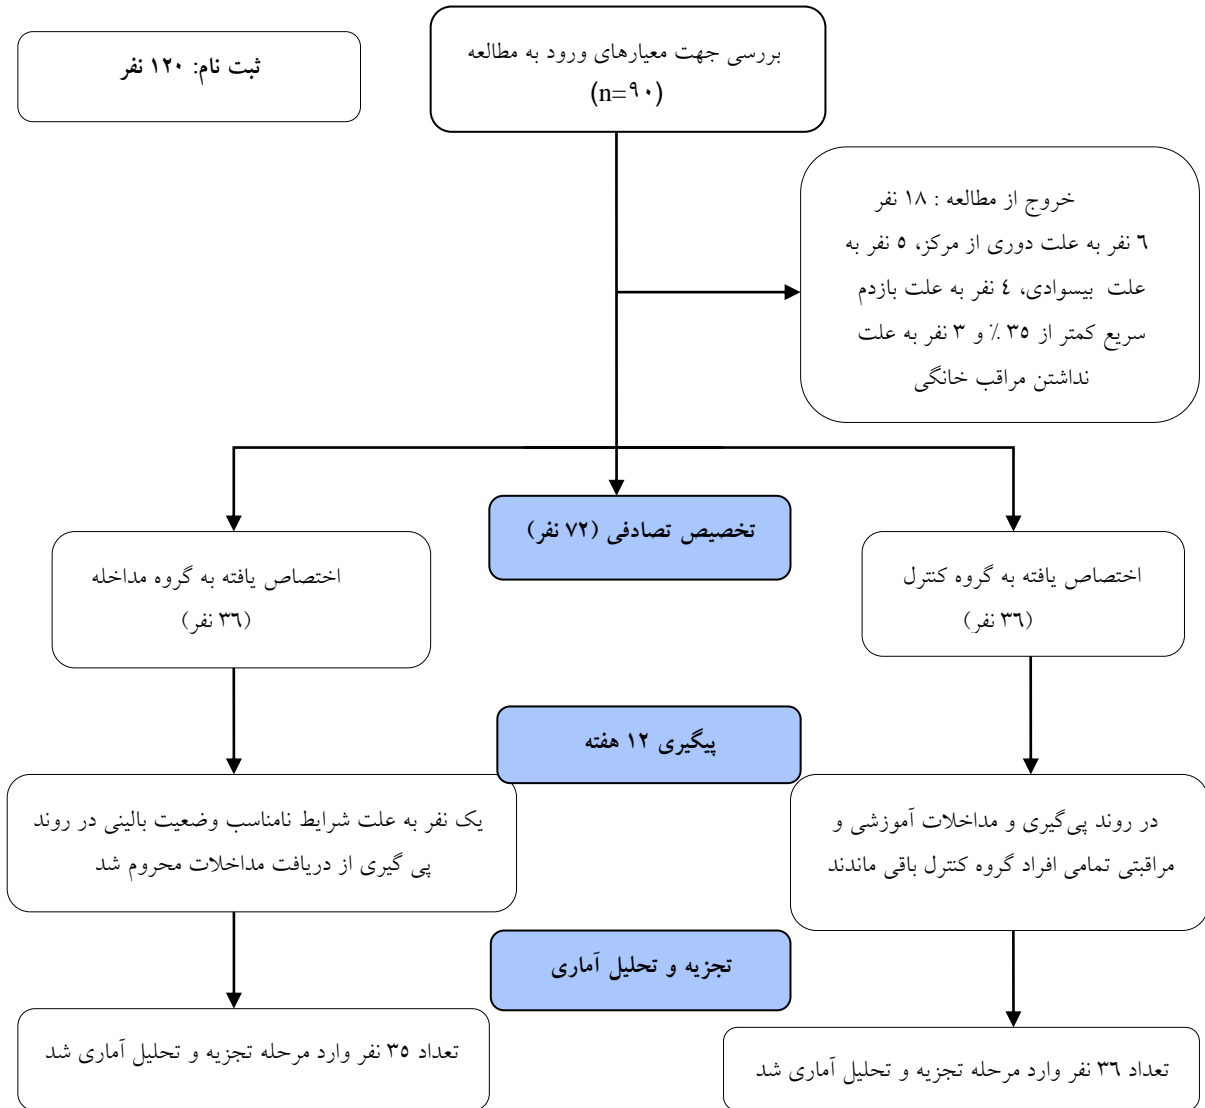 ثبت نام: ۱۲۰ نفر
بررسی جهت معیارهای ورود به مطالعه
(n=۹۰)
خروج از مطالعه : ۱۸ نفر
٦ نفر به علت دوری از مرکز، ٥ نفر به
علت بیسوادی، ٤ نفر به علت بازدم
سریع کمتر از ۳٥ ٪ و ۳ نفر به علت
نداشتن مراقب خانگی
تخصیص تصادفی (۷۲ نفر)
اختصاص یافته به گروه کنترل
(۳٦ نفر)
اختصاص یافته به گروه مداخله
(۳٦ نفر)
پیگیری ۱۲ هفته
در روند پی‌گیری و مداخلات آموزشی و
مراقبتی تمامی افراد گروه کنترل باقی ماندند
یک نفر به علت شرایط نامناسب وضعیت بالینی در روند
پی گیری از دریافت مداخلات محروم شد
تجزیه و تحلیل آماری
تعداد ۳٦ نفر وارد مرحله تجزیه و تحلیل آماری شد
تعداد ۳٥ نفر وارد مرحله تجزیه و تحلیل آماری شد